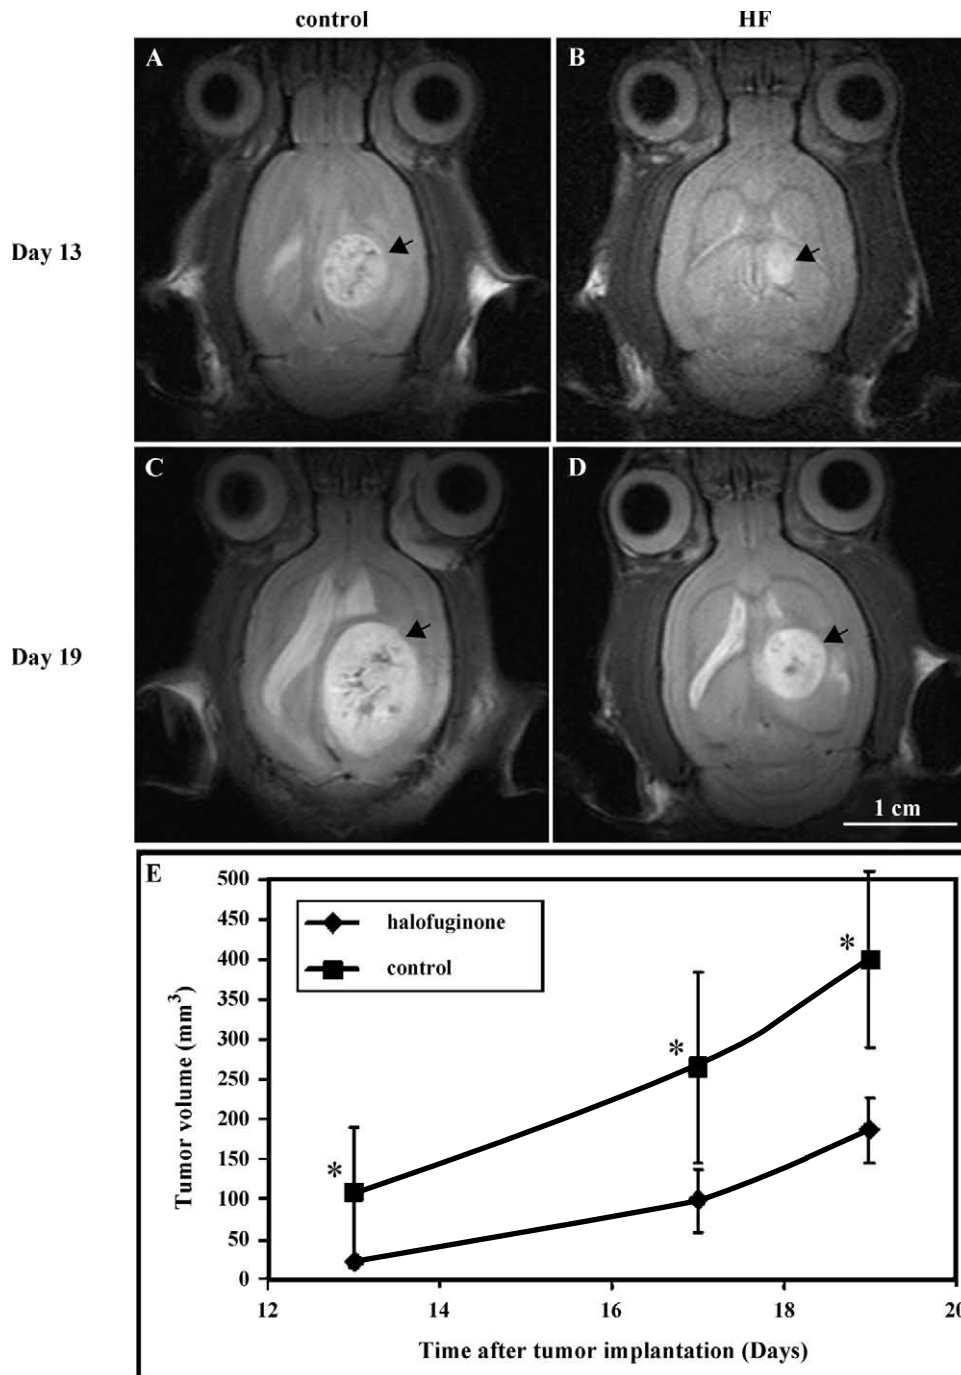 control HF
A B
Day 13
C D
Day 19
1 cm
E
500
450
400
350
300
250
200
150
100
50
0
halofuginone
control
*
*
*
Tumor volume (mm³)
12 14 16 18 20
Time after tumor implantation (Days)